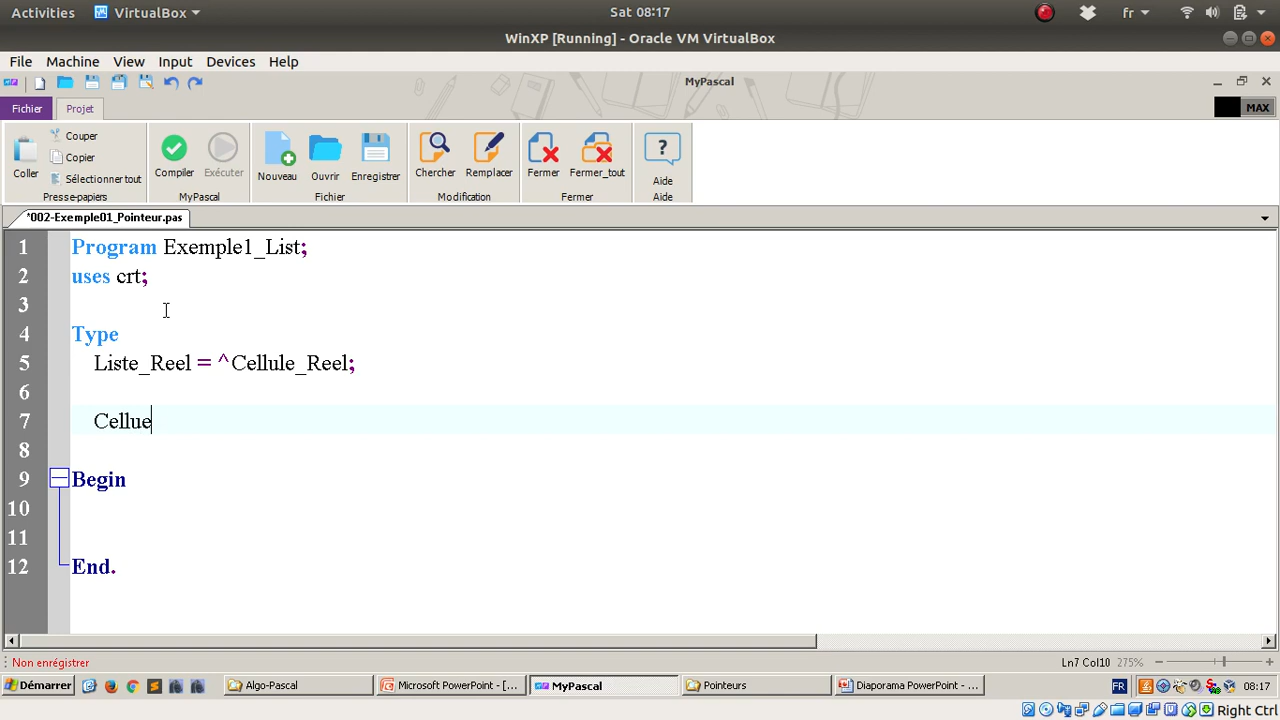 Activities VirtualBox Sat 08:17 fr
WinXP [Running] - Oracle VM VirtualBox
File Machine View Input Devices Help
MyPascal
Fichier Projet MAX
Coller Couper Copier Sélectionner tout Compiler Exécuter Nouveau Ouvrir Enregistrer Chercher Remplacer Fermer Fermer_tout ? Aide
Presse-papiers MyPascal Fichier Modification Fermer Aide
*002-Exemple01_Pointeur.pas
1 Program Exemple1_List;
2 uses crt;
3
4 Type
5 Liste_Reel = ^Cellule_Reel;
6
7 Cellue
8
9 Begin
10
11
12 End.
Non enrégistrer Ln7 Col10 275%
Démarrer Algo-Pascal Microsoft PowerPoint - [... MyPascal Pointeurs Diaporama PowerPoint - ... FR 08:17
Right Ctrl